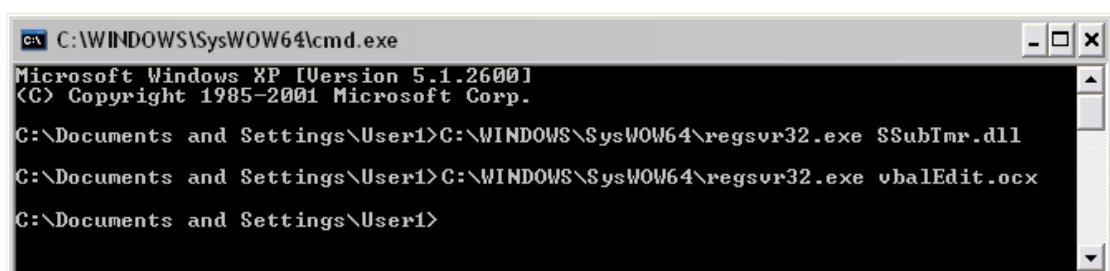 C:\WINDOWS\SysWOW64\cmd.exe
Microsoft Windows XP [Version 5.1.2600]
(C) Copyright 1985-2001 Microsoft Corp.
C:\Documents and Settings\User1>C:\WINDOWS\SysWOW64\regsvr32.exe SSubTmr.dll
C:\Documents and Settings\User1>C:\WINDOWS\SysWOW64\regsvr32.exe vbalEdit.ocx
C:\Documents and Settings\User1>